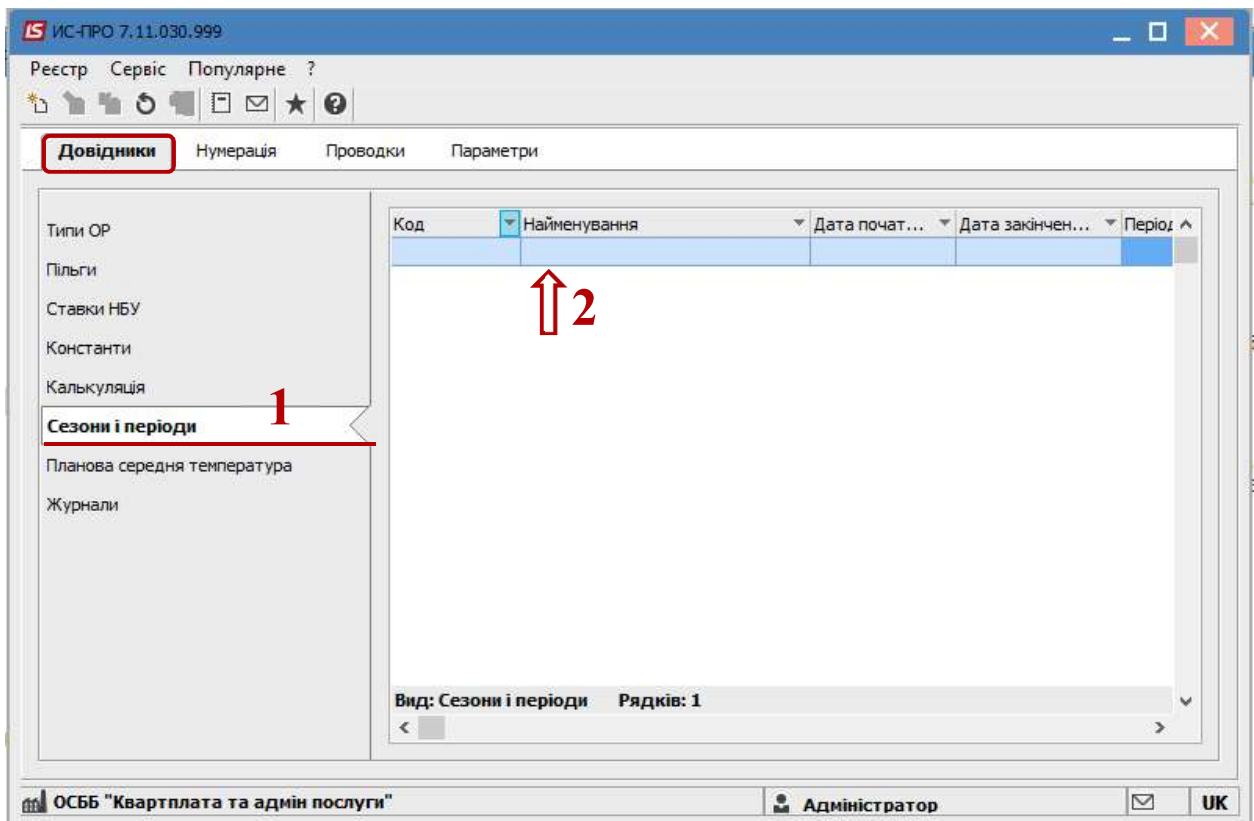 ИС-ПРО 7.11.030.999
Реєстр Сервіс Популярне ?
Довідники Нумерація Проводки Параметри
Типи ОР
Пільги
Ставки НБУ
Константи
Калькуляція
Сезони і періоди
1
Планова середня температура
Журнали
Код Найменування Дата почат... Дата закінчен... Період
2
Вид: Сезони і періоди Рядків: 1
ОСББ "Квартплата та адмін послуги" Адміністратор UK